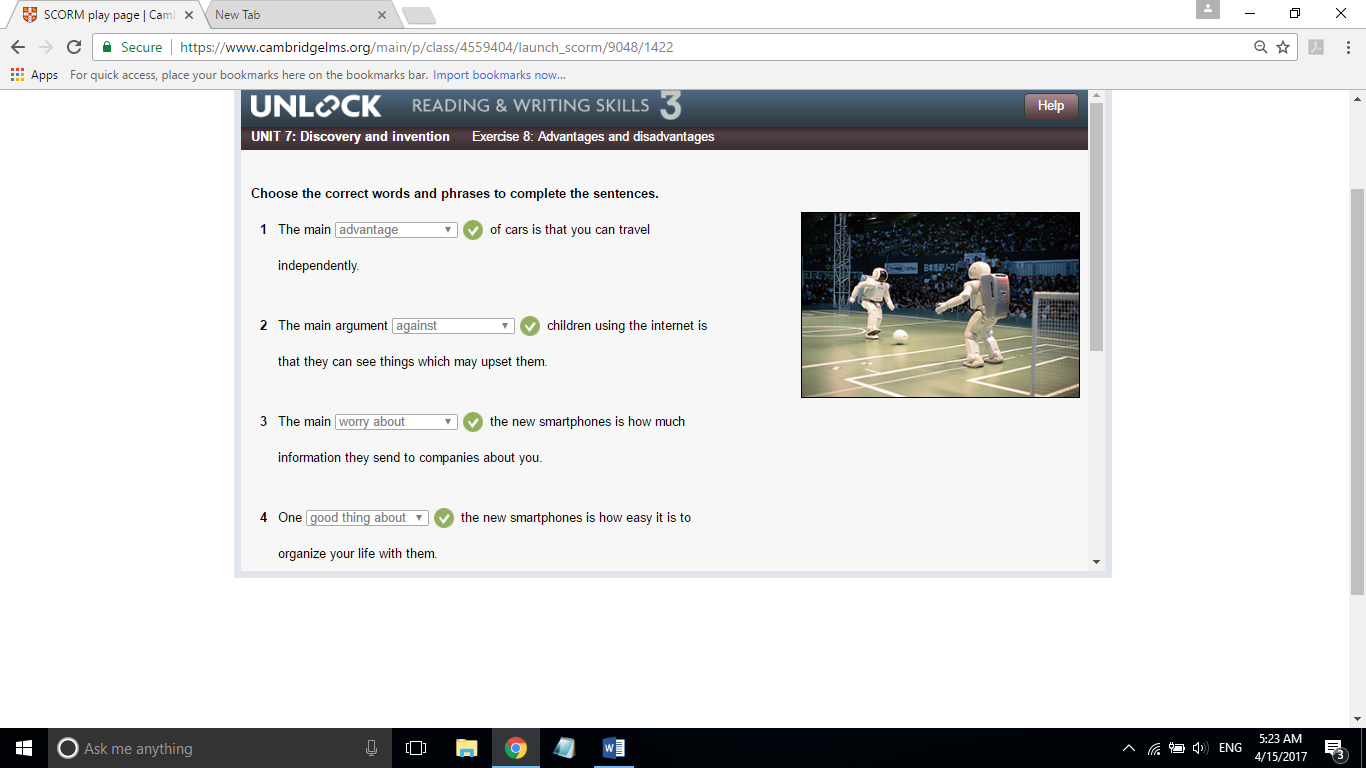 SCORM play page | Cam
New Tab
Secure https://www.cambridgelms.org/main/p/class/4559404/launch_scorm/9048/1422
Apps For quick access, place your bookmarks here on the bookmarks bar. Import bookmarks now...
UNLOCK READING & WRITING SKILLS 3 Help
UNIT 7: Discovery and invention Exercise 8: Advantages and disadvantages
Choose the correct words and phrases to complete the sentences.
1 The main advantage of cars is that you can travel
independently.
2 The main argument against children using the internet is
that they can see things which may upset them.
3 The main worry about the new smartphones is how much
information they send to companies about you.
4 One good thing about the new smartphones is how easy it is to
organize your life with them.
Ask me anything
ENG
5:23 AM
4/15/2017
3